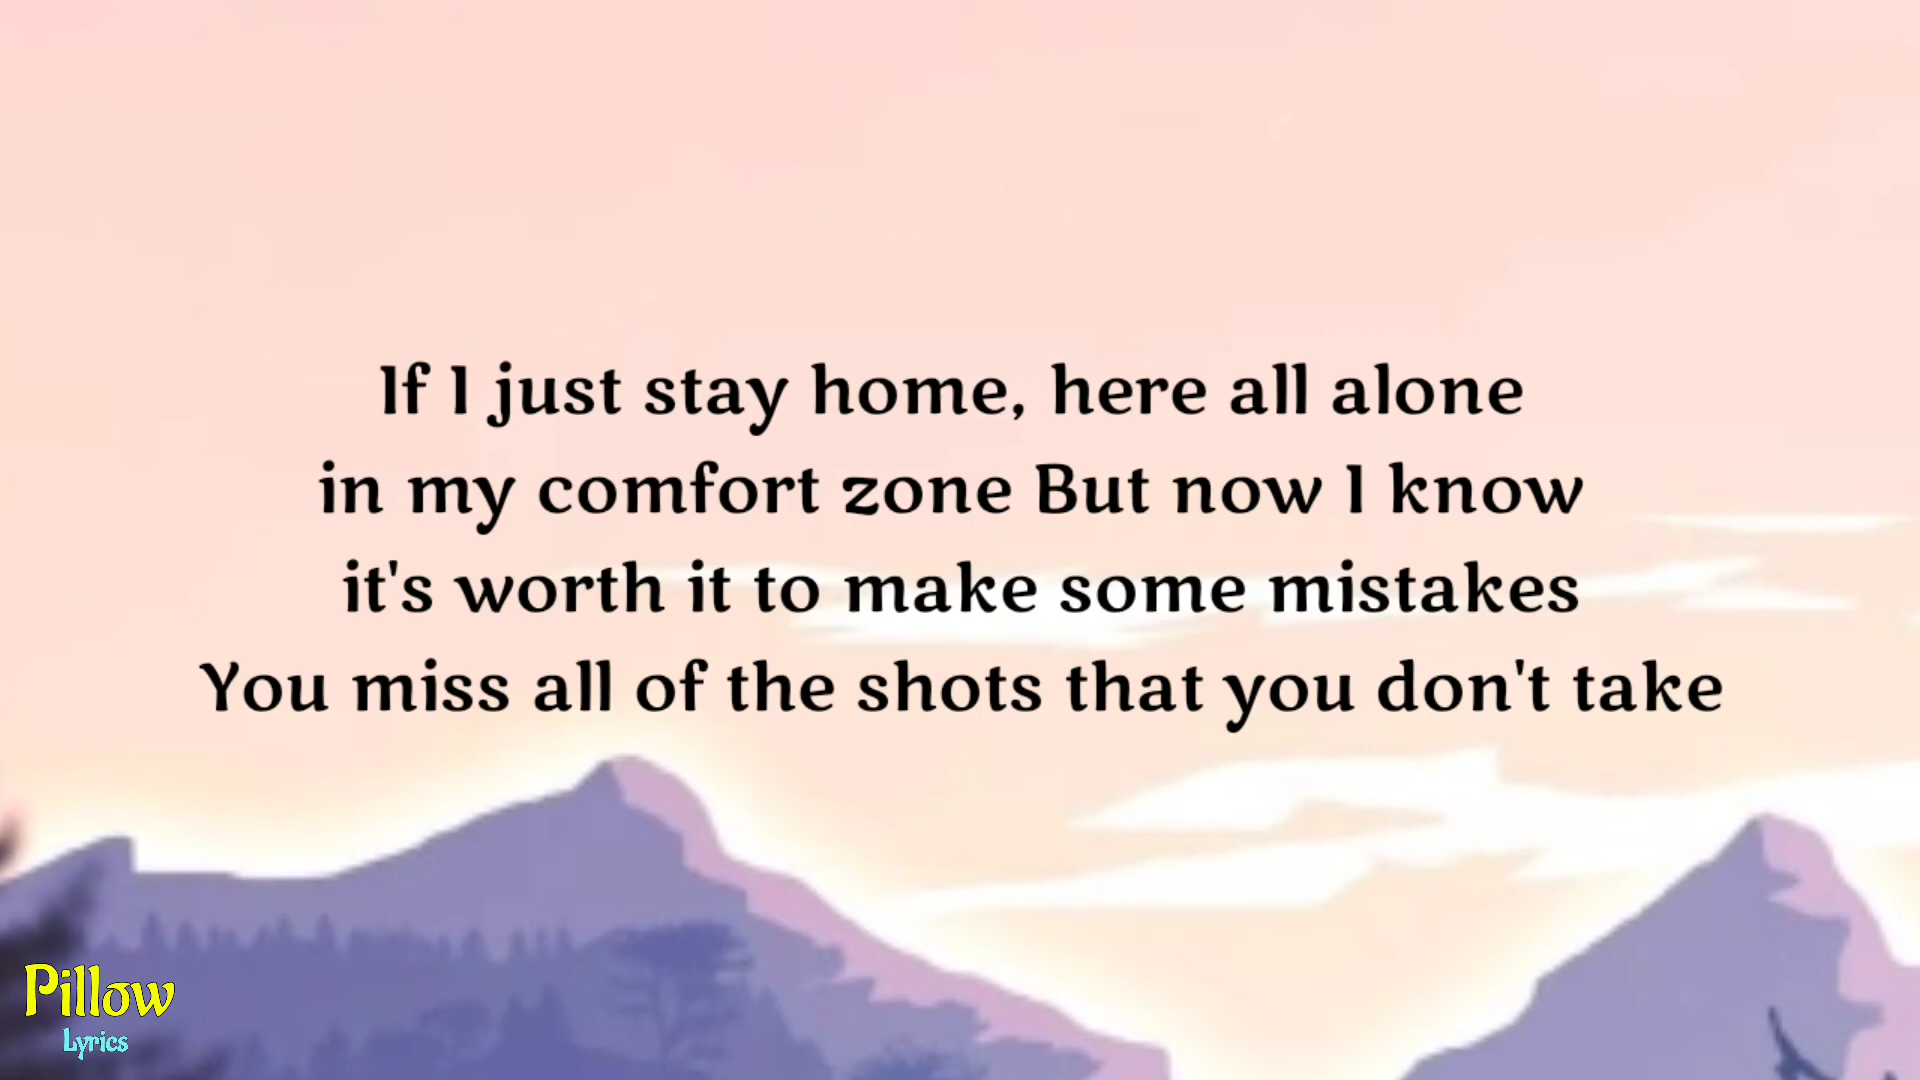 If I just stay home, here all alone
in my comfort zone But now I know
it's worth it to make some mistakes
You miss all of the shots that you don't take
Pillow
Lyrics